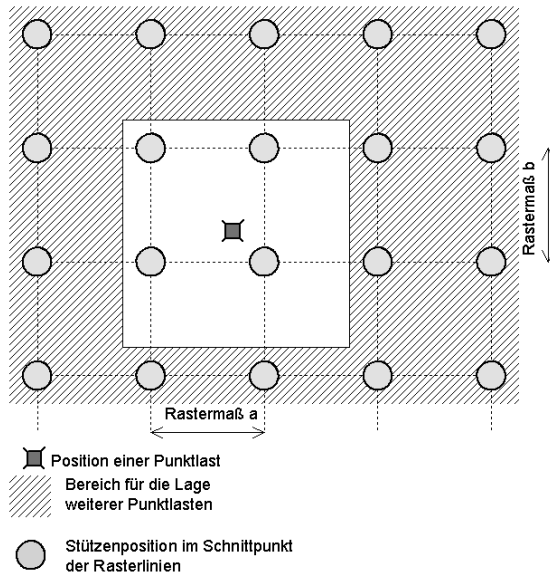 Rastermaß b
Rastermaß a
Position einer Punktlast
Bereich für die Lage
weiterer Punktlasten
Stützenposition im Schnittpunkt
der Rasterlinien